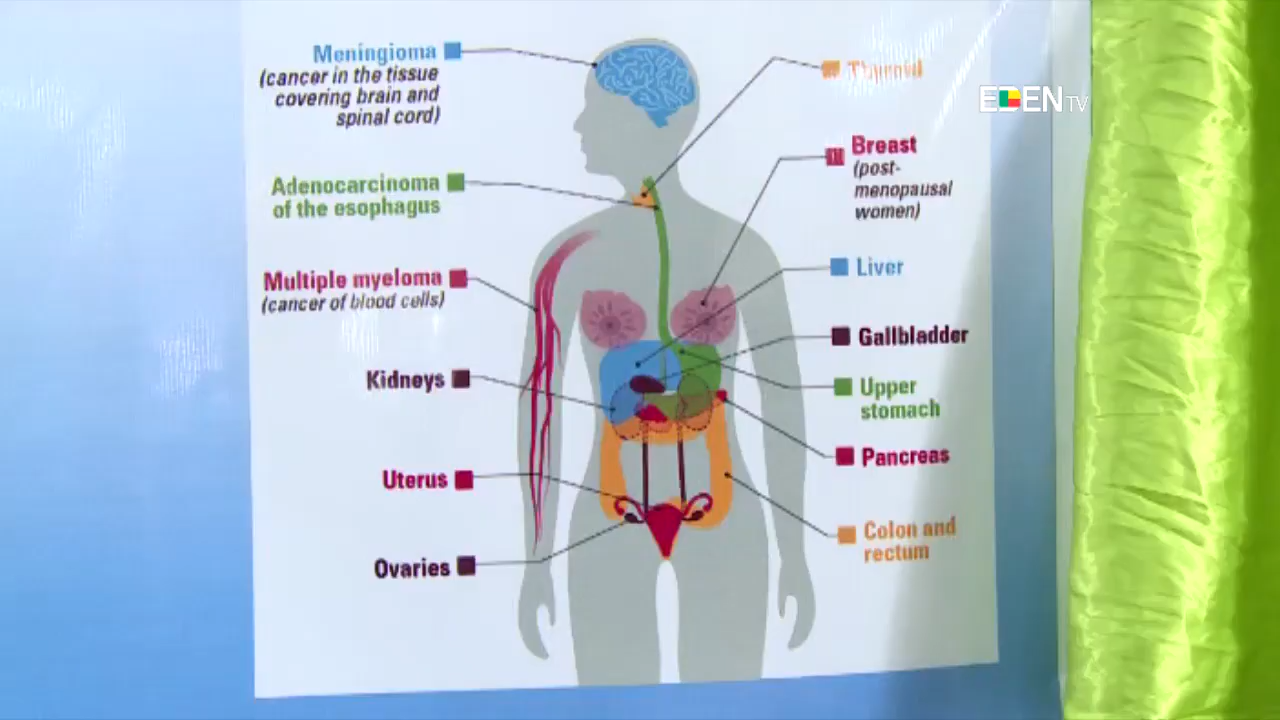 Meningioma
(cancer in the tissue
covering brain and
spinal cord)
Adenocarcinoma
of the esophagus
Multiple myeloma
(cancer of blood cells)
Kidneys
Uterus
Ovaries
Thyroid
Breast
(post-
menopausal
women)
Liver
Gallbladder
Upper
stomach
Pancreas
Colon and
rectum
EDEN TV